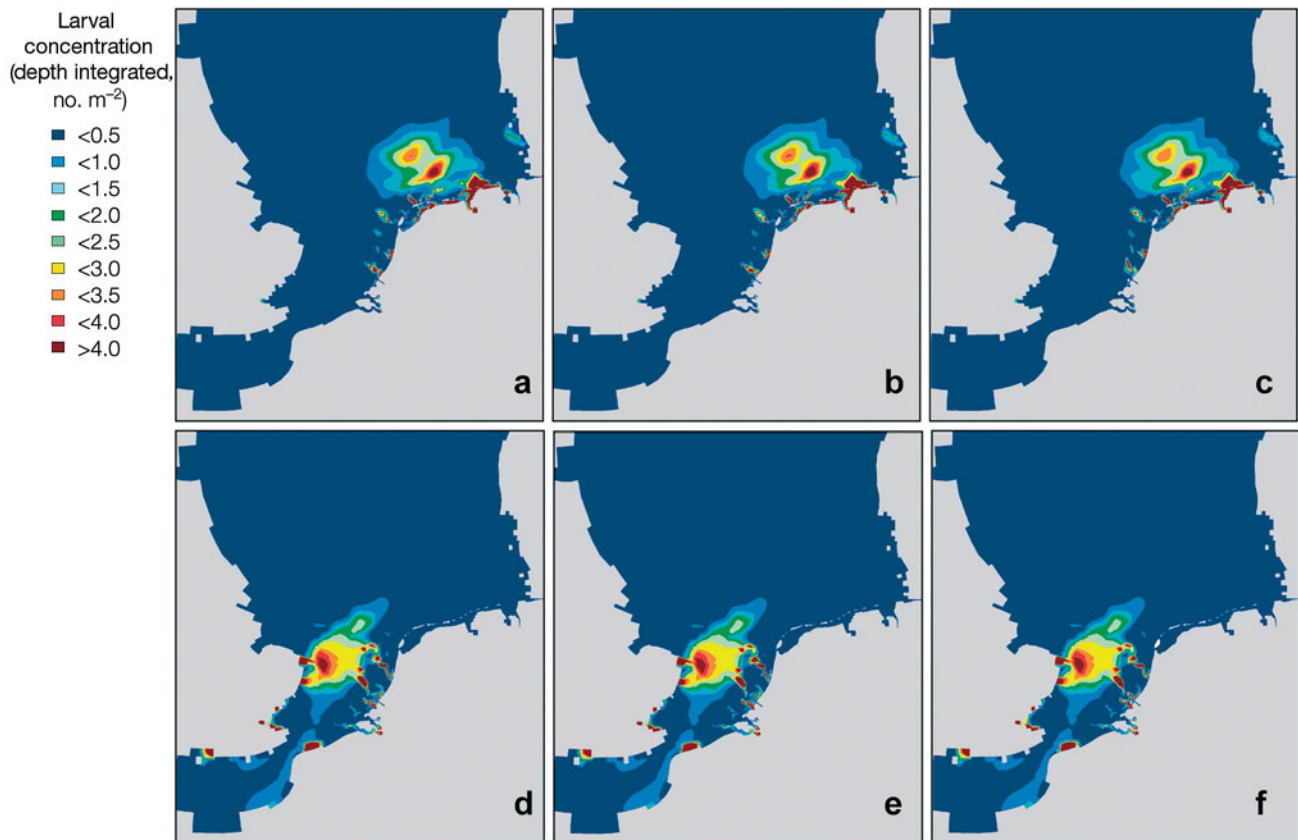 Larval
concentration
(depth integrated,
no. m⁻²)
<0.5
<1.0
<1.5
<2.0
<2.5
<3.0
<3.5
<4.0
>4.0
a
b
c
d
e
f